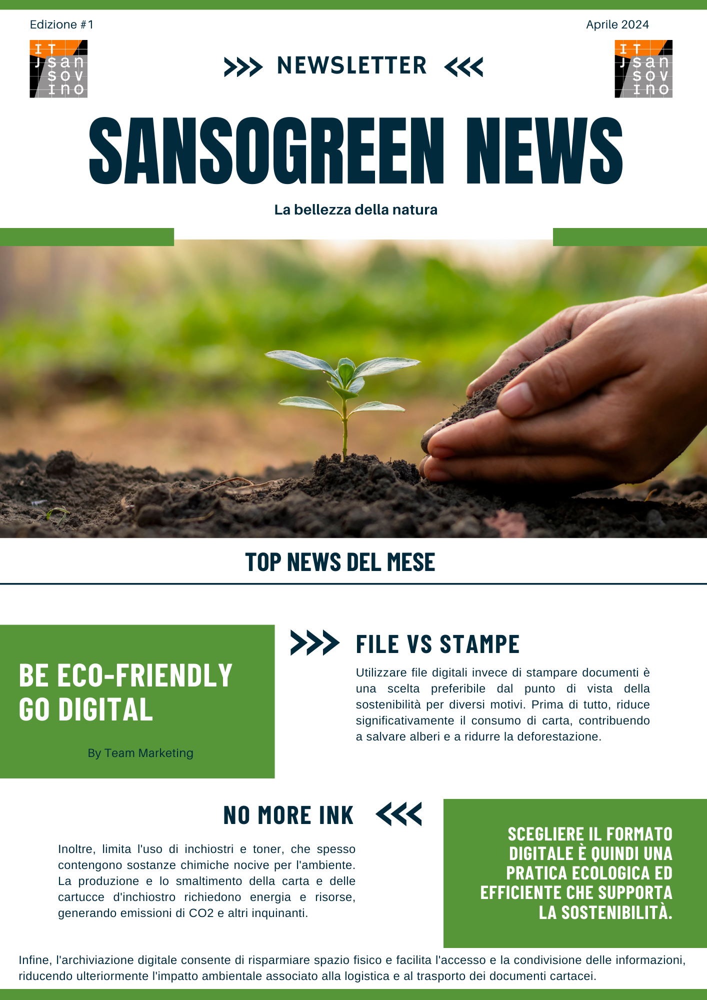 Edizione #1
Aprile 2024
IT
Jsan
sov
ino
NEWSLETTER
IT
Jsan
sov
ino
SANSOGREEN NEWS
La bellezza della natura
TOP NEWS DEL MESE
BE ECO-FRIENDLY
GO DIGITAL
By Team Marketing
FILE VS STAMPE
Utilizzare file digitali invece di stampare documenti è
una scelta preferibile dal punto di vista della
sostenibilità per diversi motivi. Prima di tutto, riduce
significativamente il consumo di carta, contribuendo
a salvare alberi e a ridurre la deforestazione.
NO MORE INK
Inoltre, limita l'uso di inchiostri e toner, che spesso
contengono sostanze chimiche nocive per l'ambiente.
La produzione e lo smaltimento della carta e delle
cartucce d'inchiostro richiedono energia e risorse,
generando emissioni di CO2 e altri inquinanti.
SCEGLIERE IL FORMATO
DIGITALE È QUINDI UNA
PRATICA ECOLOGICA ED
EFFICIENTE CHE SUPPORTA
LA SOSTENIBILITÀ.
Infine, l'archiviazione digitale consente di risparmiare spazio fisico e facilita l'accesso e la condivisione delle informazioni,
riducendo ulteriormente l'impatto ambientale associato alla logistica e al trasporto dei documenti cartacei.